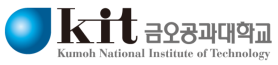 kit 금오공과대학교
Kumoh National Institute of Technology